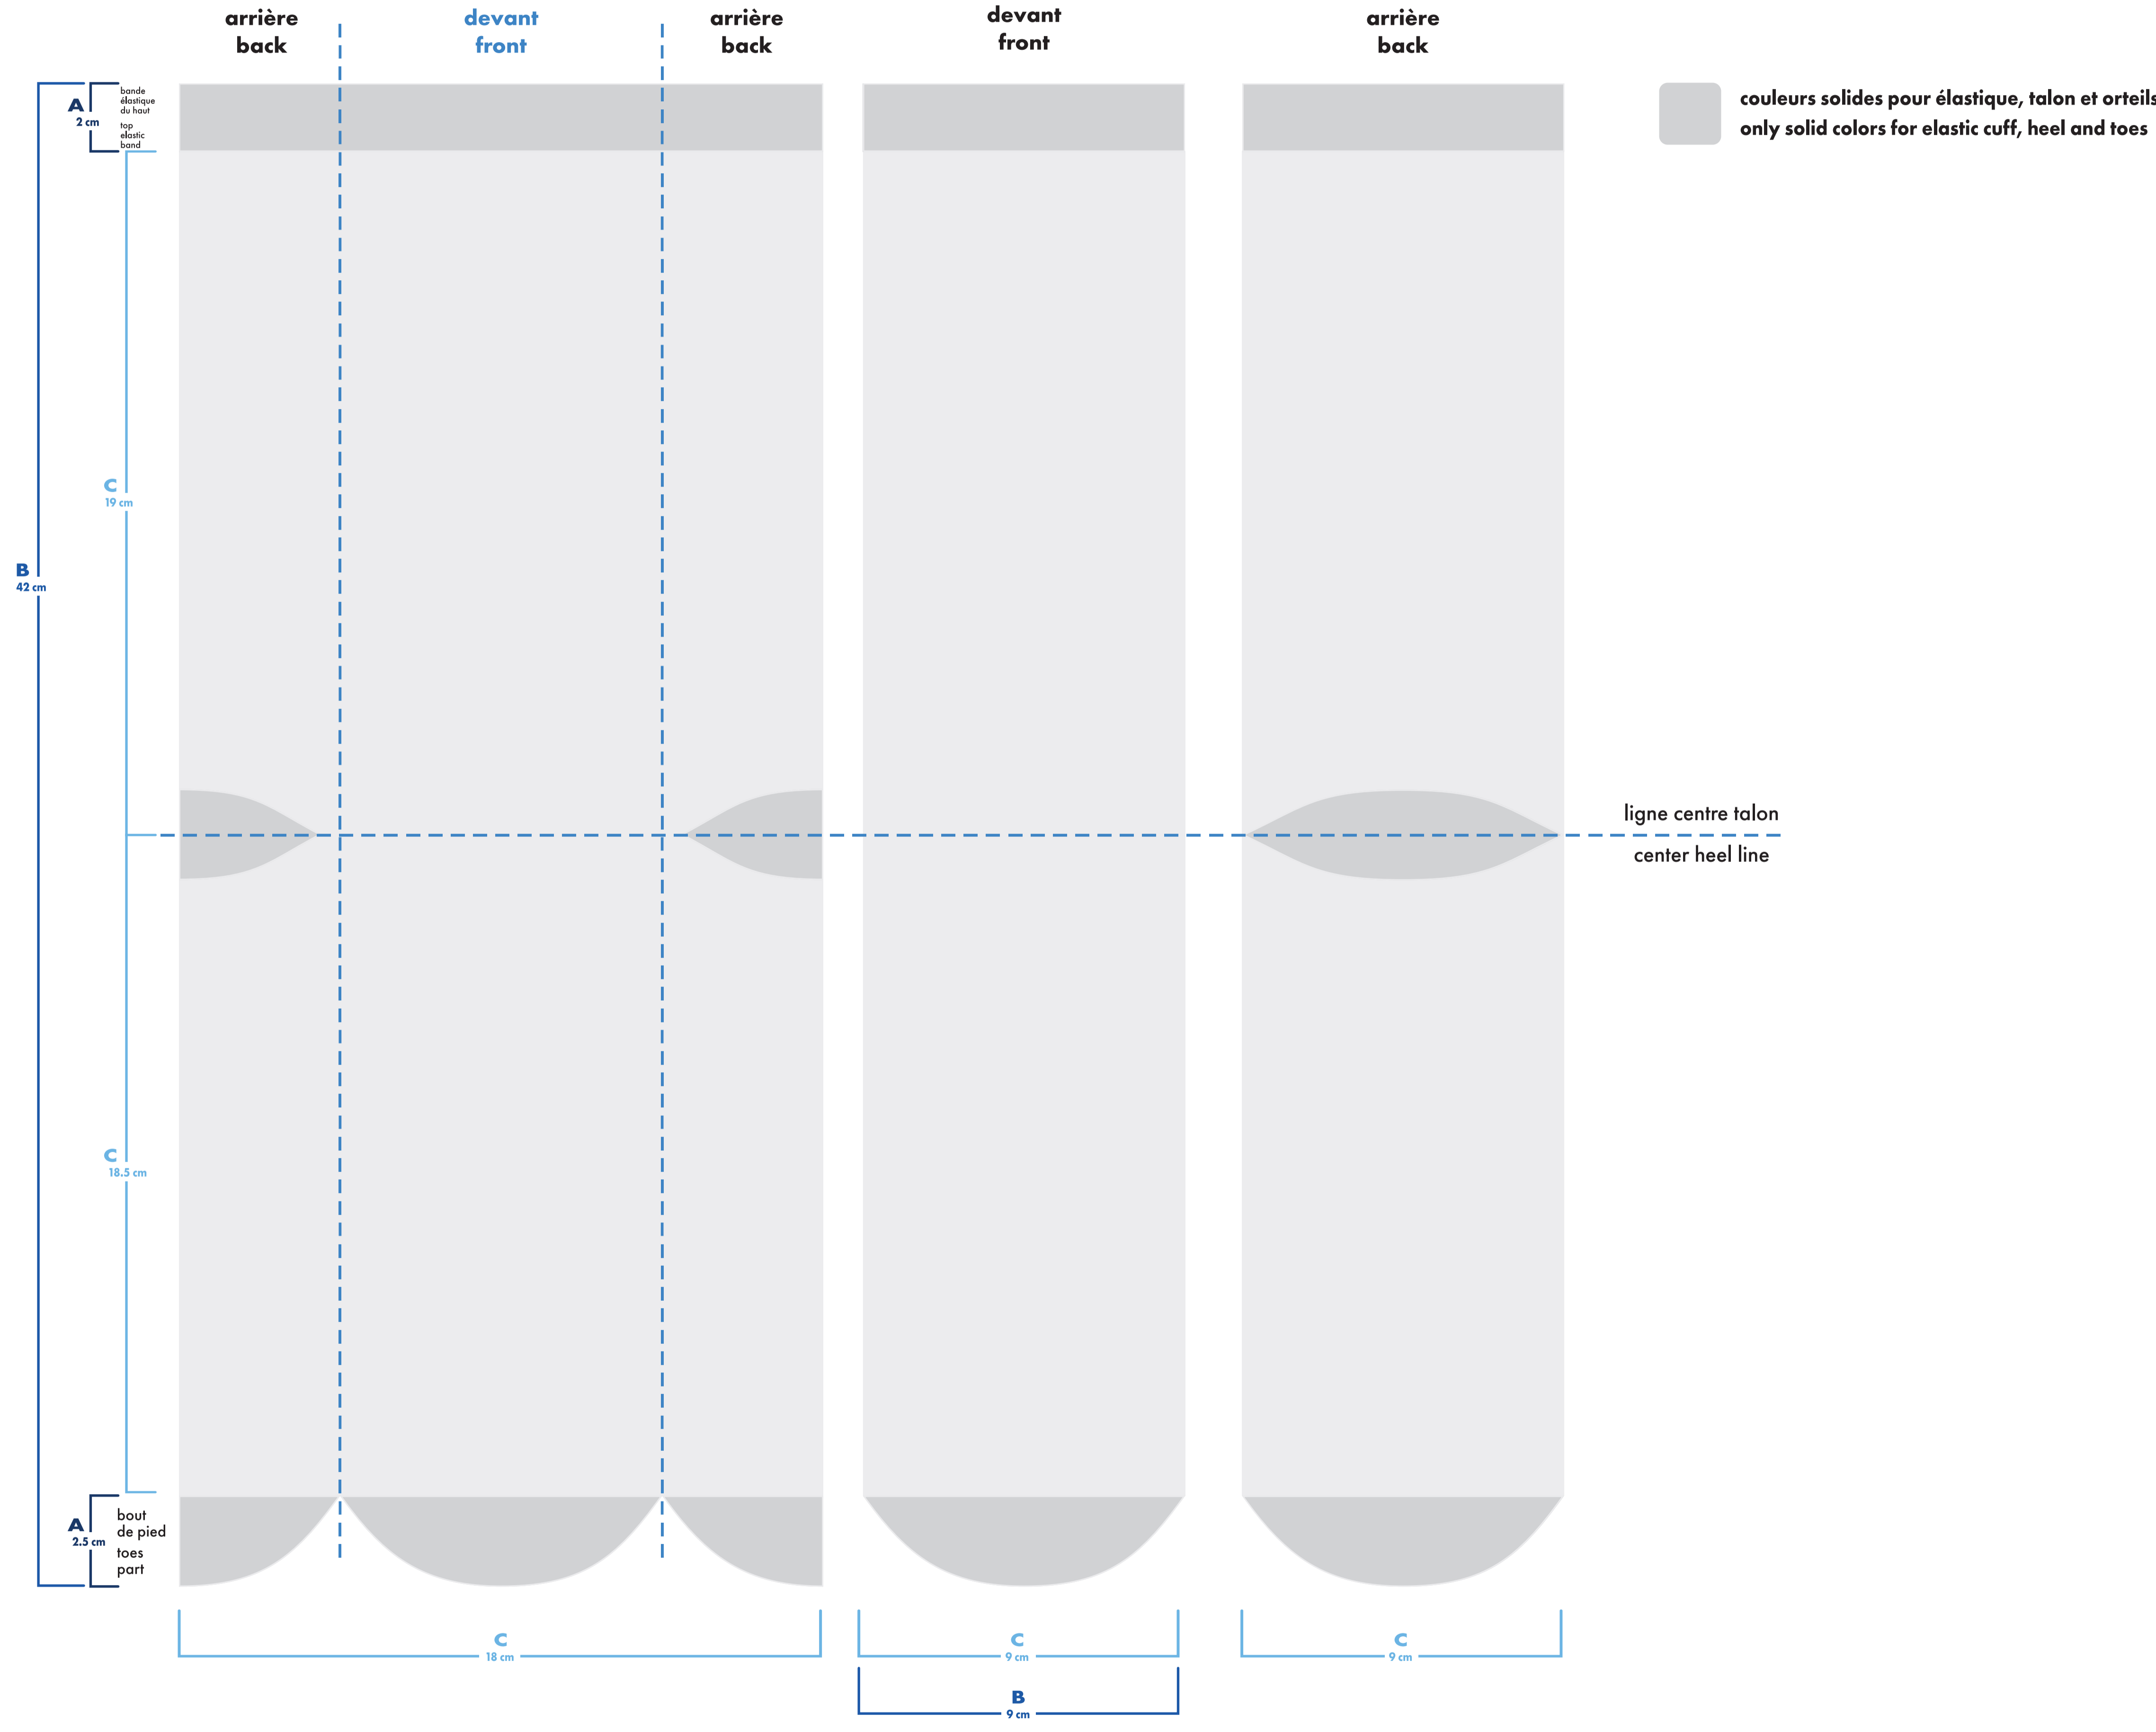 arrière
back
devant
front
arrière
back
devant
front
arrière
back
A
2 cm
bande
élastique
du haut
top
elastic
band
couleurs solides pour élastique, talon et orteils
only solid colors for elastic cuff, heel and toes
C
19 cm
B
42 cm
ligne centre talon
center heel line
C
18.5 cm
A
2.5 cm
bout
de pied
toes
part
C
18 cm
C
9 cm
C
9 cm
B
9 cm